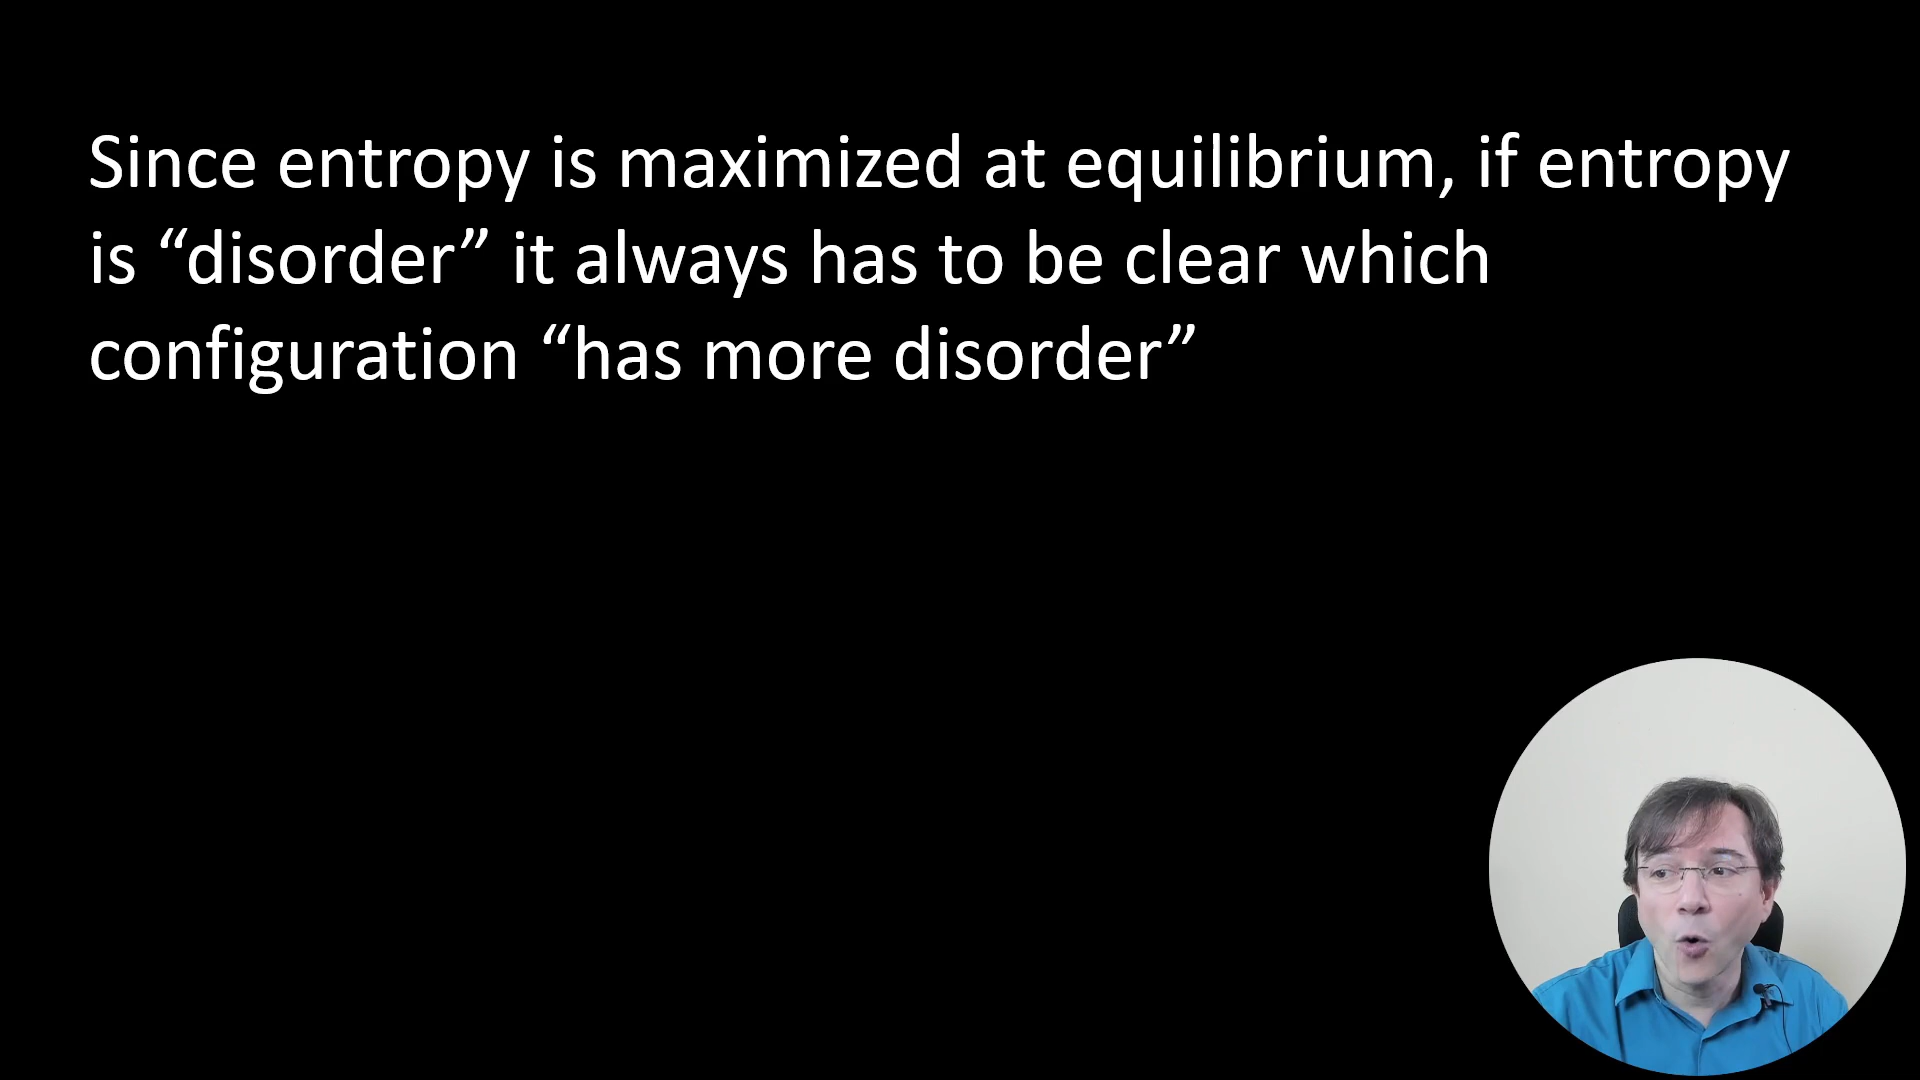 Since entropy is maximized at equilibrium, if entropy
is “disorder” it always has to be clear which
configuration “has more disorder”